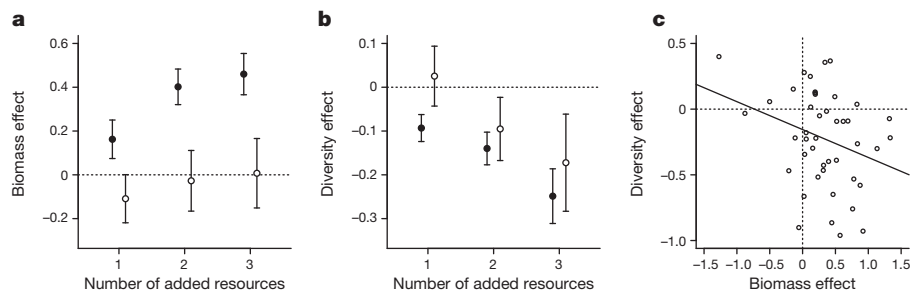 a
0.6
0.4
0.2
0
−0.2
Biomass effect
1 2 3
Number of added resources
b
0.1
0
−0.1
−0.2
−0.3
Diversity effect
1 2 3
Number of added resources
c
0.5
0
−0.5
−1.0
Diversity effect
−1.5 −1.0 −0.5 0 0.5 1.0 1.5
Biomass effect